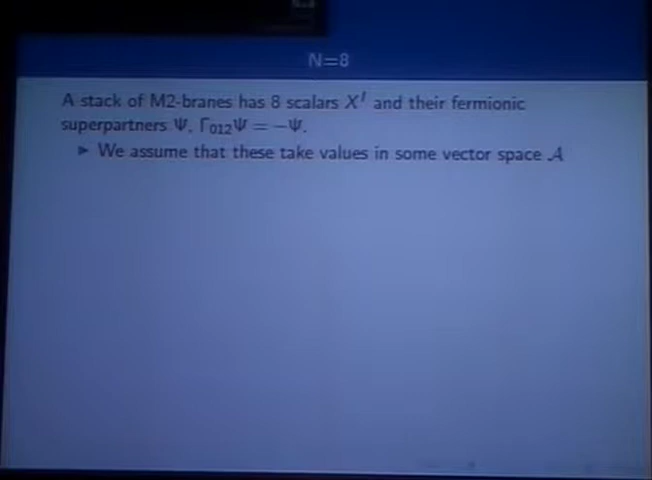 N=8
A stack of M2-branes has 8 scalars X^I and their fermionic
superpartners Ψ, Γ₀₁₂Ψ = −Ψ.
▶ We assume that these take values in some vector space 𝒜